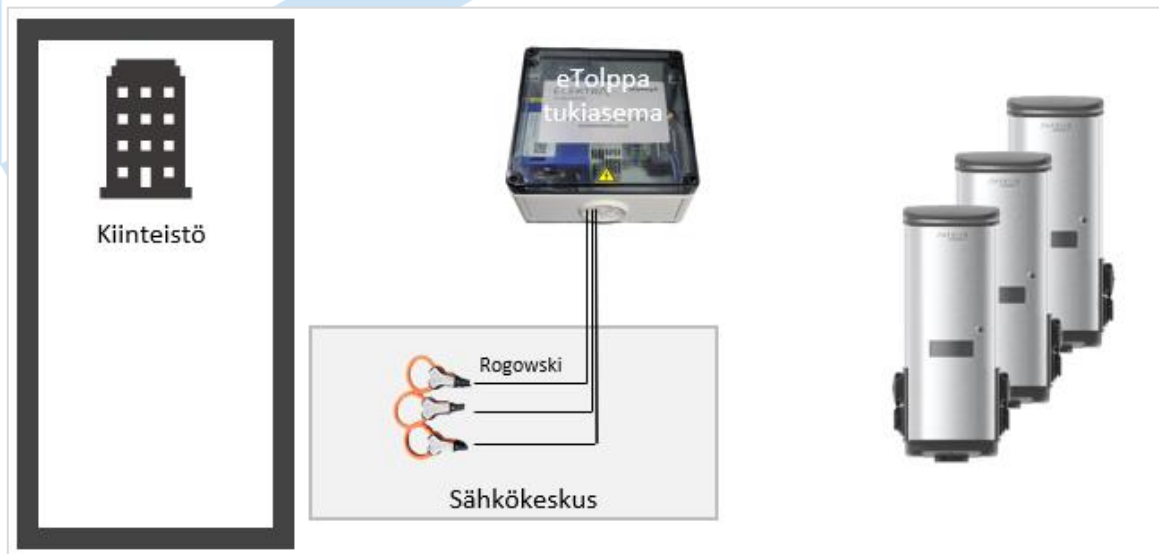 Kiinteistö
eTolppa
tukiasema
Rogowski
Sähkökeskus